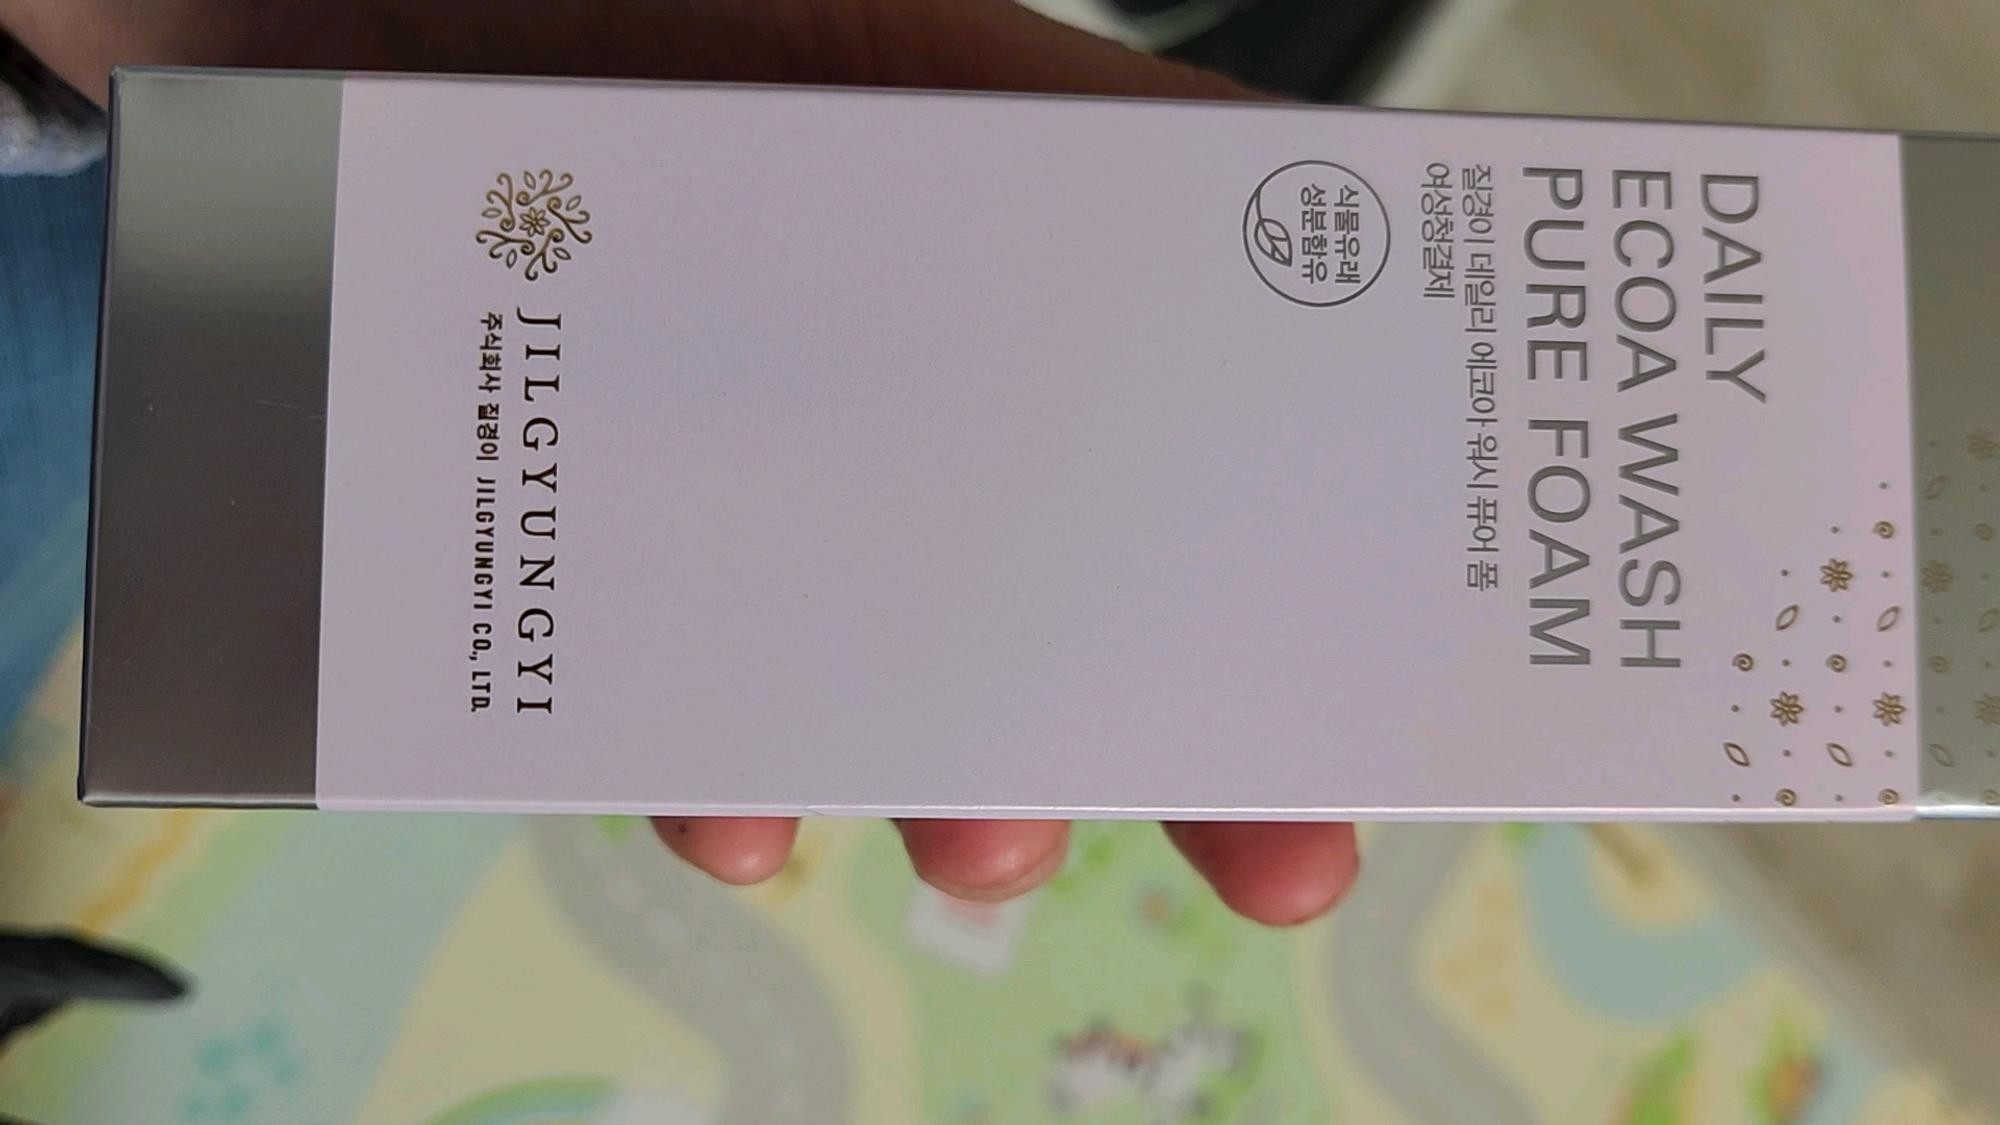 DAILY
ECOA WASH
PURE FOAM
질경이 데일리 에코아 워시 퓨어 폼
여성청결제
식물유래
성분함유
JILGYUNGYI
주식회사 질경이 JILGYUNGYI CO., LTD.